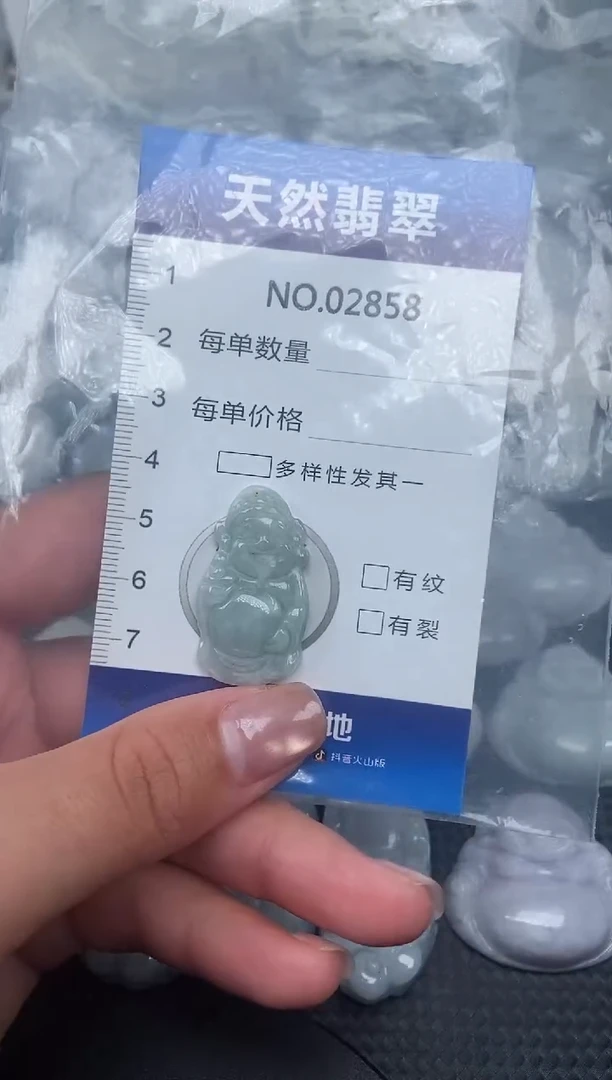 天然翡翠
NO.02858
1
每单数量
2
3
每单价格
4
多样性发其一
5
6
有纹
有裂
7
地
抖音火山版